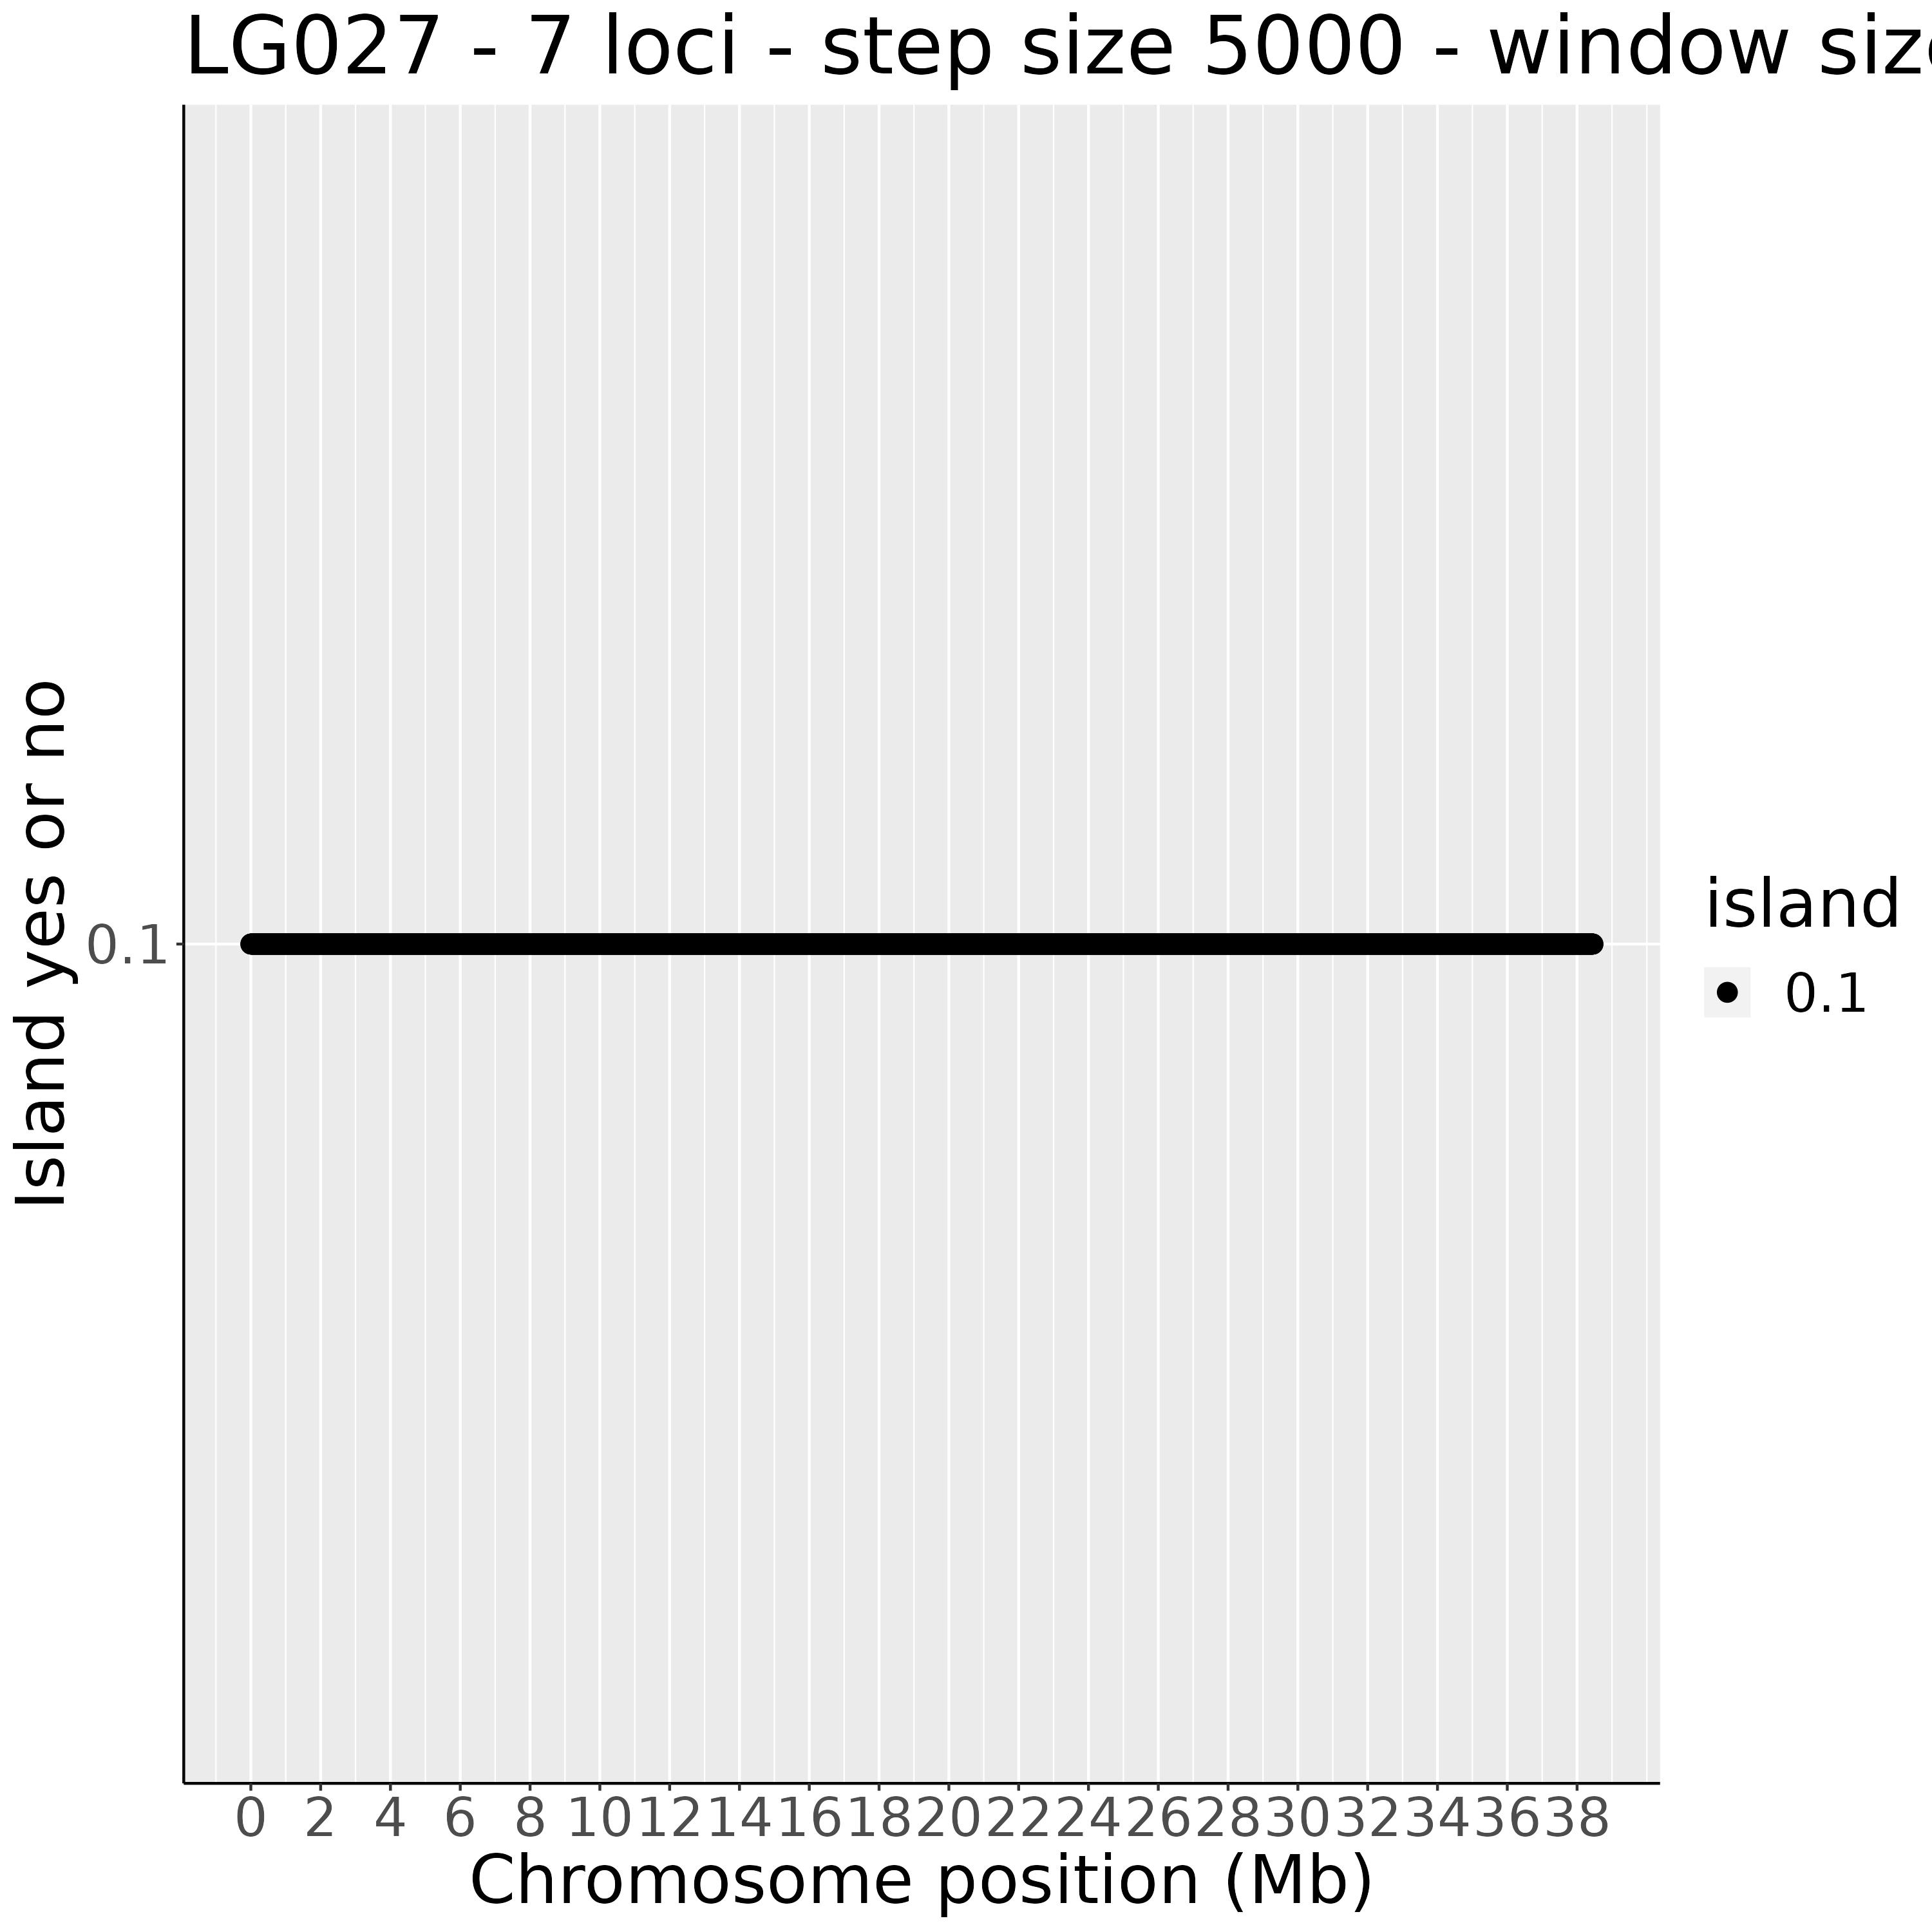 LG027 - 7 loci - step size 5000 - window size
Island yes or no
0.1
island
0.1
0 2 4 6 8 10 12 14 16 18 20 22 24 26 28 30 32 34 36 38
Chromosome position (Mb)